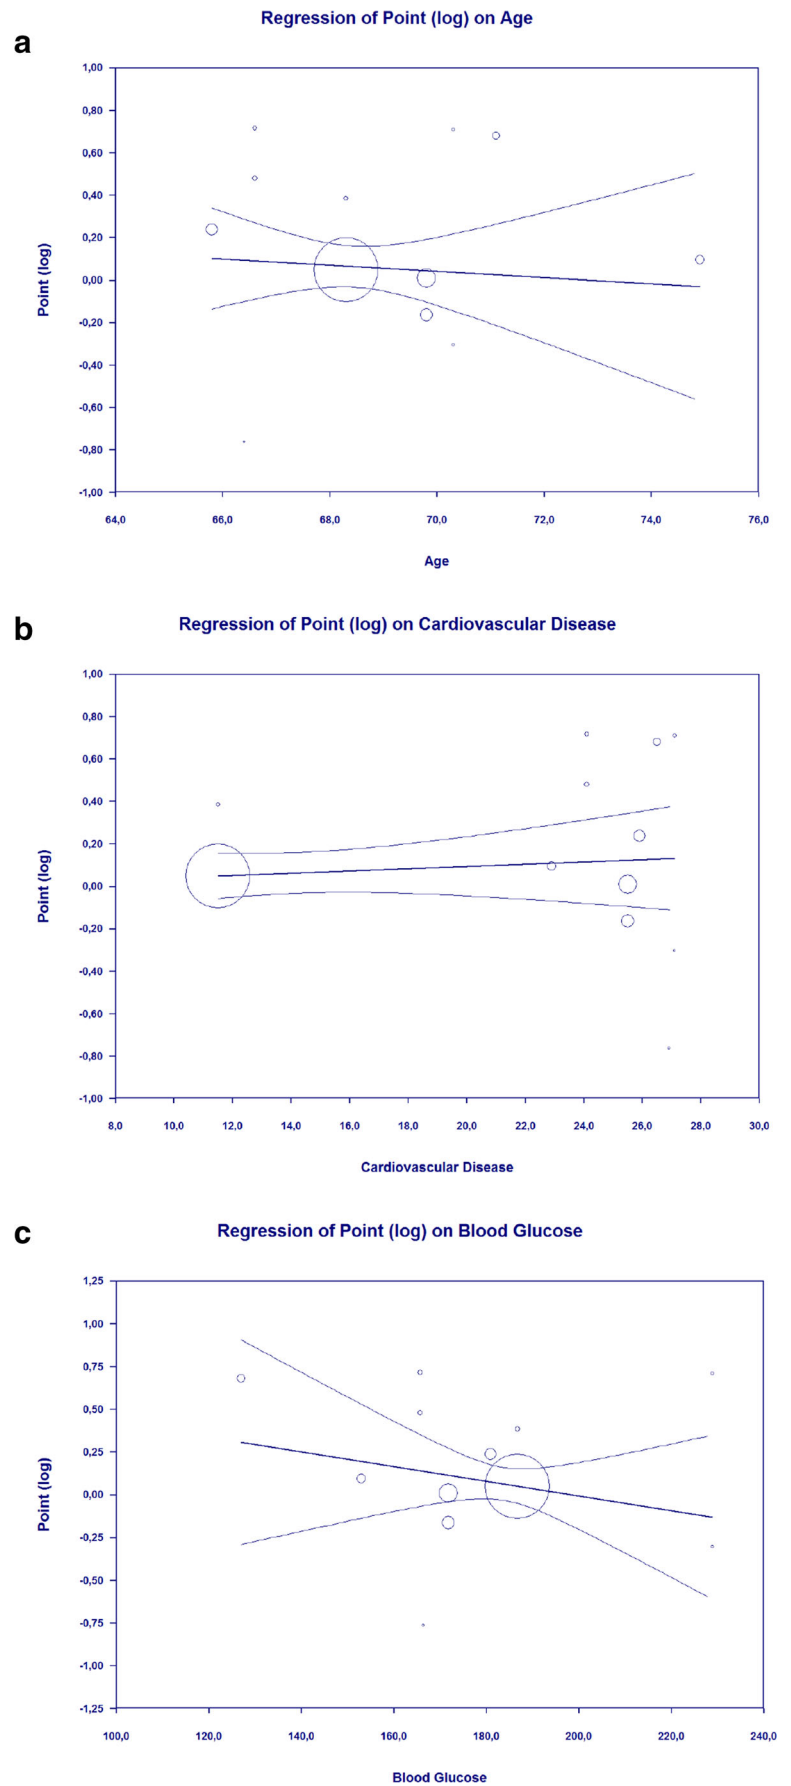 a
Regression of Point (log) on Age
1,00
0,80
0,60
0,40
0,20
0,00
-0,20
-0,40
-0,60
-0,80
-1,00
Point (log)
64,0 66,0 68,0 70,0 72,0 74,0 76,0
Age
b
Regression of Point (log) on Cardiovascular Disease
1,00
0,80
0,60
0,40
0,20
0,00
-0,20
-0,40
-0,60
-0,80
-1,00
Point (log)
8,0 10,0 12,0 14,0 16,0 18,0 20,0 22,0 24,0 26,0 28,0 30,0
Cardiovascular Disease
c
Regression of Point (log) on Blood Glucose
1,25
1,00
0,75
0,50
0,25
0,00
-0,25
-0,50
-0,75
-1,00
-1,25
Point (log)
100,0 120,0 140,0 160,0 180,0 200,0 220,0 240,0
Blood Glucose